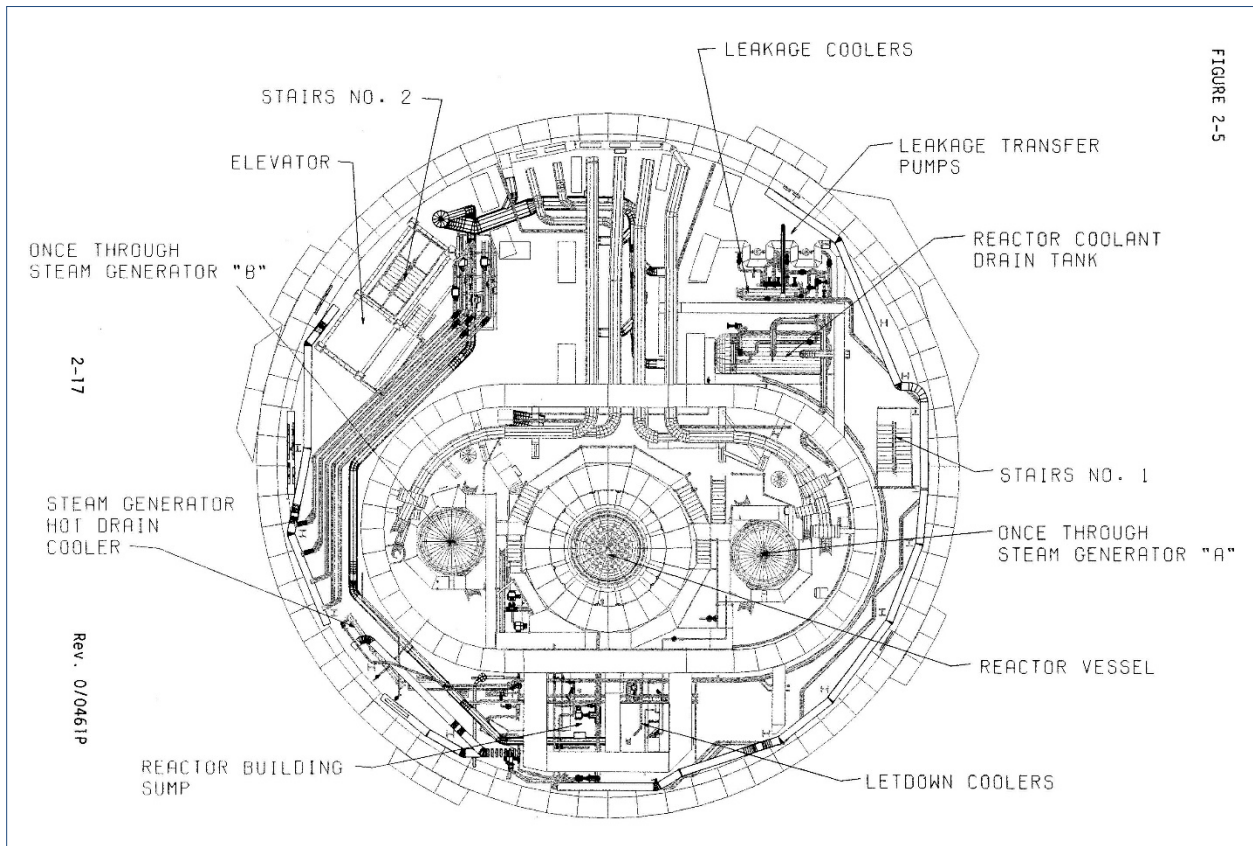 FIGURE 2-5
LEAKAGE COOLERS
STAIRS NO. 2
LEAKAGE TRANSFER
PUMPS
ELEVATOR
REACTOR COOLANT
DRAIN TANK
ONCE THROUGH
STEAM GENERATOR "B"
2-17
STAIRS NO. 1
STEAM GENERATOR
HOT DRAIN
COOLER
ONCE THROUGH
STEAM GENERATOR "A"
REACTOR VESSEL
Rev. 0/0461P
REACTOR BUILDING
SUMP
LETDOWN COOLERS